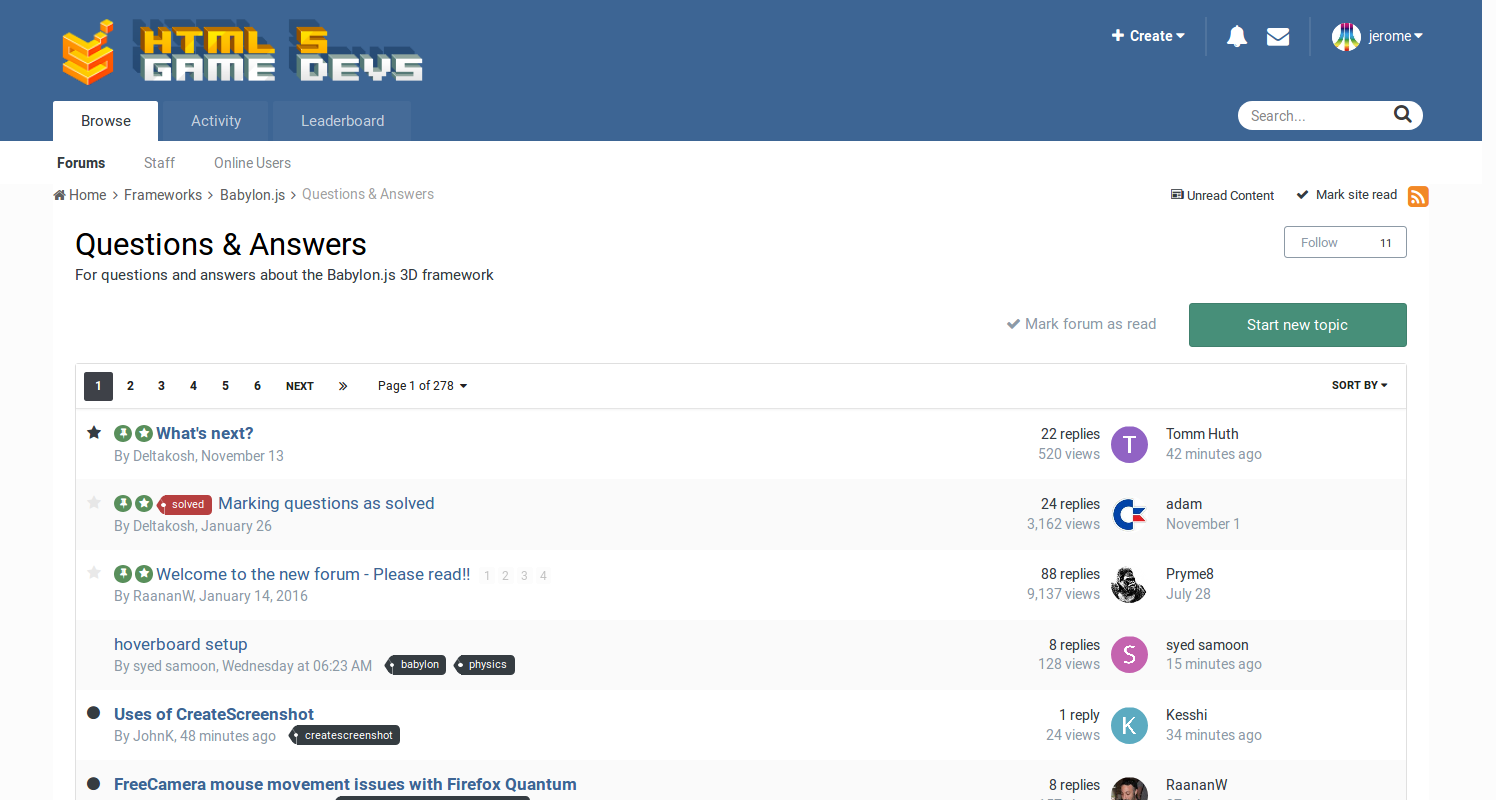 HTML 5
GAME DEVS
Create
jerome
Browse Activity Leaderboard
Search...
Forums Staff Online Users
Home Frameworks Babylon.js Questions & Answers
Unread Content Mark site read
Questions & Answers
Follow 11
For questions and answers about the Babylon.js 3D framework
Mark forum as read
Start new topic
1 2 3 4 5 6 NEXT Page 1 of 278 SORT BY
What's next?
By Deltakosh, November 13
22 replies
520 views
T
Tomm Huth
42 minutes ago
solved Marking questions as solved
By Deltakosh, January 26
24 replies
3,162 views
adam
November 1
Welcome to the new forum - Please read!! 1 2 3 4
By RaananW, January 14, 2016
88 replies
9,137 views
Pryme8
July 28
hoverboard setup
By syed samoon, Wednesday at 06:23 AM babylon physics
8 replies
128 views
S
syed samoon
15 minutes ago
Uses of CreateScreenshot
By JohnK, 48 minutes ago createscreenshot
1 reply
24 views
K
Kesshi
34 minutes ago
FreeCamera mouse movement issues with Firefox Quantum
8 replies
RaananW